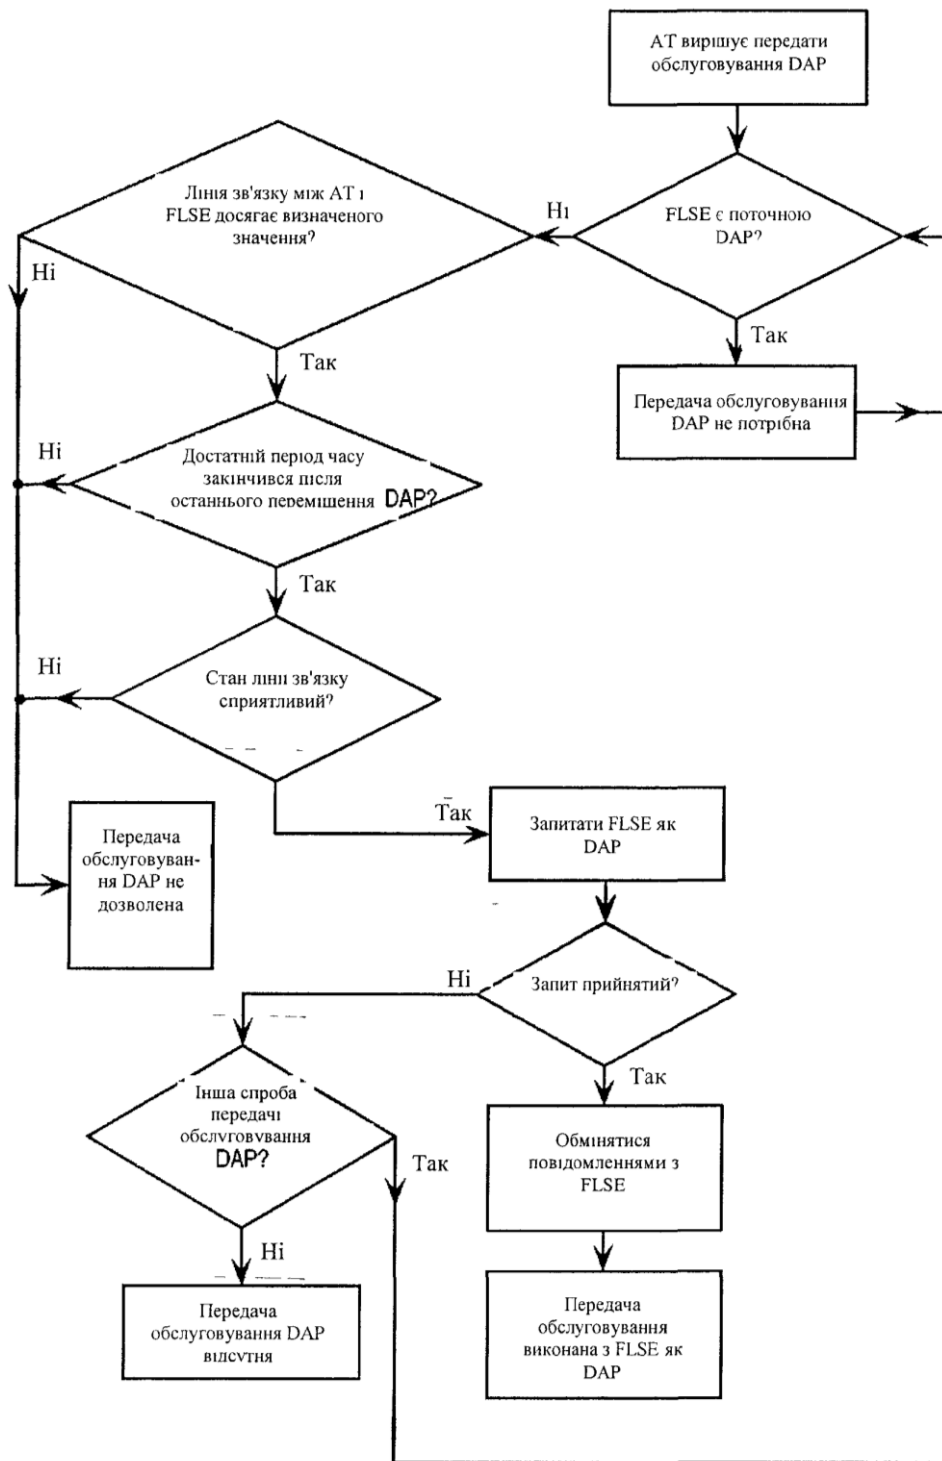 АТ вирішує передати
обслуговування DAP
FLSE є поточною
DAP?
Ні
Так
Передача обслуговування
DAP не потрібна
Лінія зв'язку між АТ і
FLSE досягає визначеного
значення?
Ні
Так
Достатній період часу
закінчився після
останнього переміщення DAP?
Ні
Так
Стан лінії зв'язку
сприятливий?
Ні
Так
Передача
обслуговуван-
ня DAP не
дозволена
Запитати FLSE як
DAP
Запит прийнятий?
Ні
Так
Інша спроба
передачі
обслуговування
DAP?
Так
Ні
Обмінятися
повідомленнями з
FLSE
Передача
обслуговування DAP
відсутня
Передача
обслуговування
виконана з FLSE як
DAP